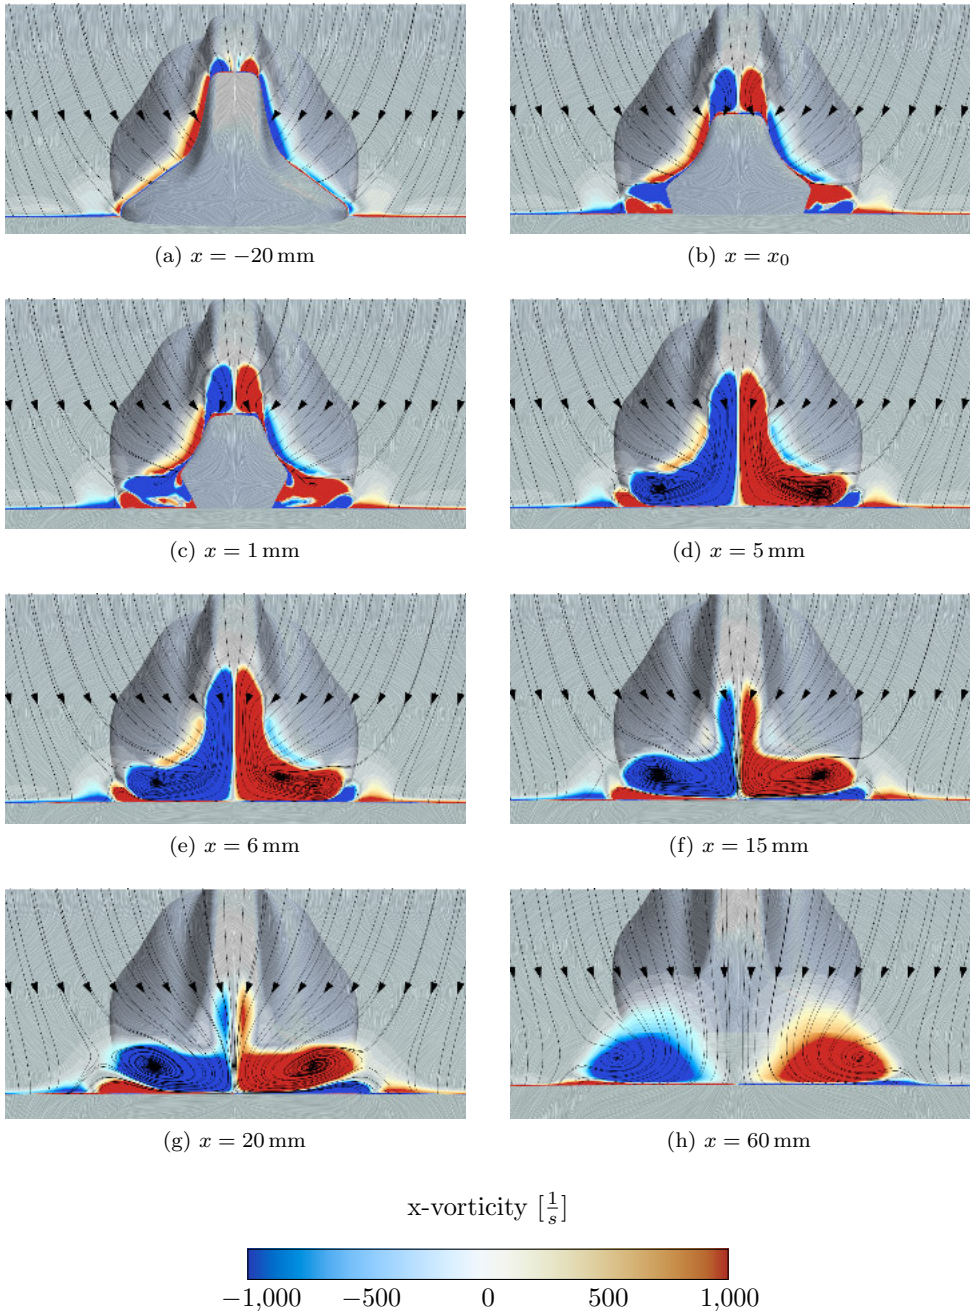 (a) x = −20 mm
(b) x = x₀
(c) x = 1 mm
(d) x = 5 mm
(e) x = 6 mm
(f) x = 15 mm
(g) x = 20 mm
(h) x = 60 mm
x-vorticity [1/s]
−1,000 −500 0 500 1,000